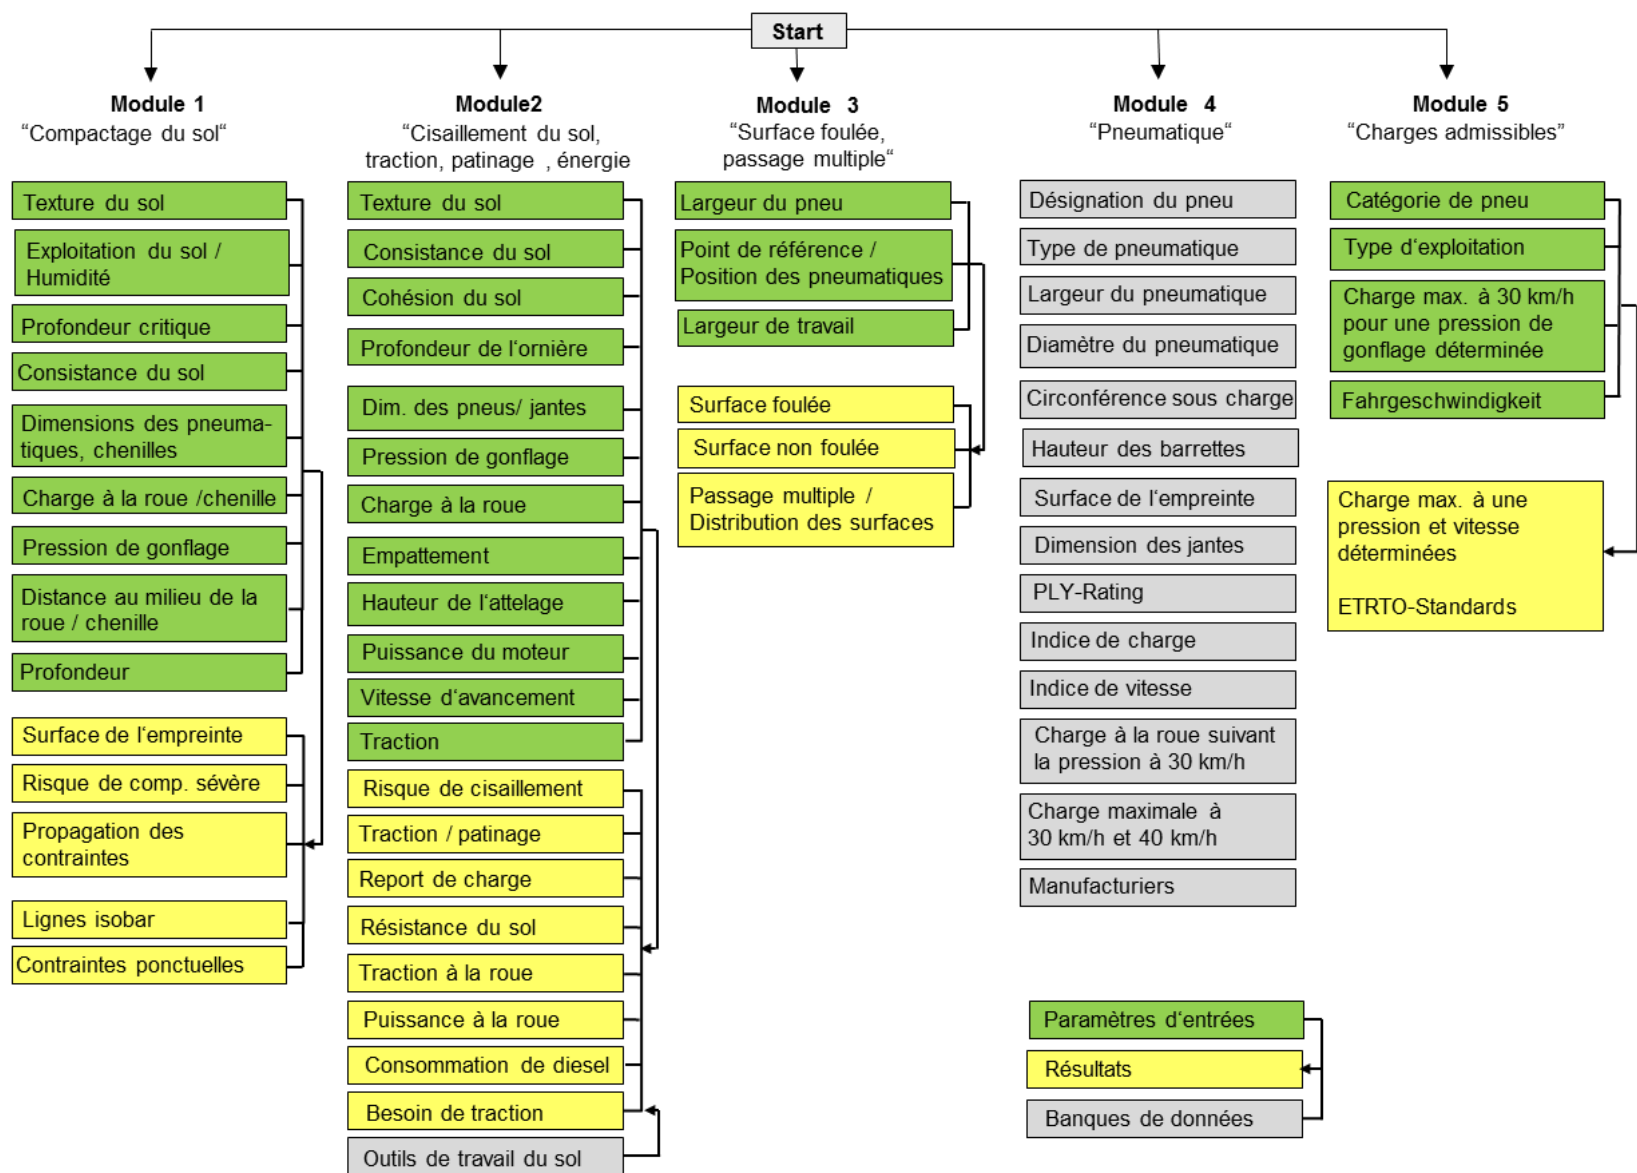 Start
Module 1
“Compactage du sol“
Texture du sol
Exploitation du sol /
Humidité
Profondeur critique
Consistance du sol
Dimensions des pneuma-
tiques, chenilles
Charge à la roue /chenille
Pression de gonflage
Distance au milieu de la
roue / chenille
Profondeur
Surface de l‘empreinte
Risque de comp. sévère
Propagation des
contraintes
Lignes isobar
Contraintes ponctuelles
Module2
“Cisaillement du sol,
traction, patinage , énergie
Texture du sol
Consistance du sol
Cohésion du sol
Profondeur de l‘ornière
Dim. des pneus/ jantes
Pression de gonflage
Charge à la roue
Empattement
Hauteur de l‘attelage
Puissance du moteur
Vitesse d‘avancement
Traction
Risque de cisaillement
Traction / patinage
Report de charge
Résistance du sol
Traction à la roue
Puissance à la roue
Consommation de diesel
Besoin de traction
Outils de travail du sol
Module 3
“Surface foulée,
passage multiple“
Largeur du pneu
Point de référence /
Position des pneumatiques
Largeur de travail
Surface foulée
Surface non foulée
Passage multiple /
Distribution des surfaces
Module 4
“Pneumatique“
Désignation du pneu
Type de pneumatique
Largeur du pneumatique
Diamètre du pneumatique
Circonférence sous charge
Hauteur des barrettes
Surface de l‘empreinte
Dimension des jantes
PLY-Rating
Indice de charge
Indice de vitesse
Charge à la roue suivant
la pression à 30 km/h
Charge maximale à
30 km/h et 40 km/h
Manufacturiers
Module 5
“Charges admissibles”
Catégorie de pneu
Type d‘exploitation
Charge max. à 30 km/h
pour une pression de
gonflage déterminée
Fahrgeschwindigkeit
Charge max. à une
pression et vitesse
déterminées
ETRTO-Standards
Paramètres d‘entrées
Résultats
Banques de données